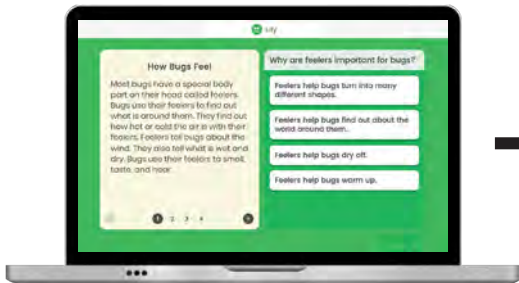 Lily
How Bugs Feel
Most bugs have a special body
part on their head called feelers.
Bugs use their feelers to find out
what is around them. They find out
how hot or cold the air is with their
feelers. Feelers tell bugs about the
wind. They also tell what is wet and
dry. Bugs use their feelers to smell,
taste, and hear.
1 2 3 4
Why are feelers important for bugs?
Feelers help bugs turn into many
different shapes.
Feelers help bugs find out about the
world around them.
Feelers help bugs dry off.
Feelers help bugs warm up.